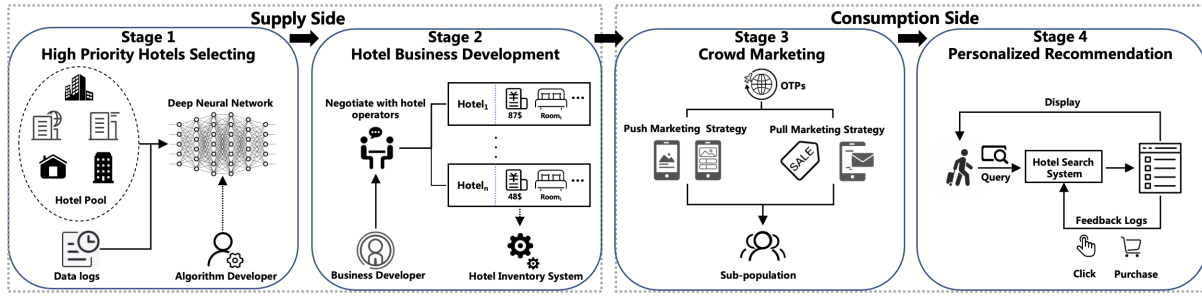 Supply Side
Stage 1
High Priority Hotels Selecting
Deep Neural Network
Hotel Pool
Data logs
Algorithm Developer
Stage 2
Hotel Business Development
Negotiate with hotel
operators
Hotel1
¥
87$
Room1
...
Hoteln
¥
48$
Room1
...
Business Developer
Hotel Inventory System
Consumption Side
Stage 3
Crowd Marketing
OTPs
Push Marketing Strategy
Pull Marketing Strategy
SALE
Sub-population
Stage 4
Personalized Recommendation
Display
Query
Hotel Search
System
Feedback Logs
Click
Purchase